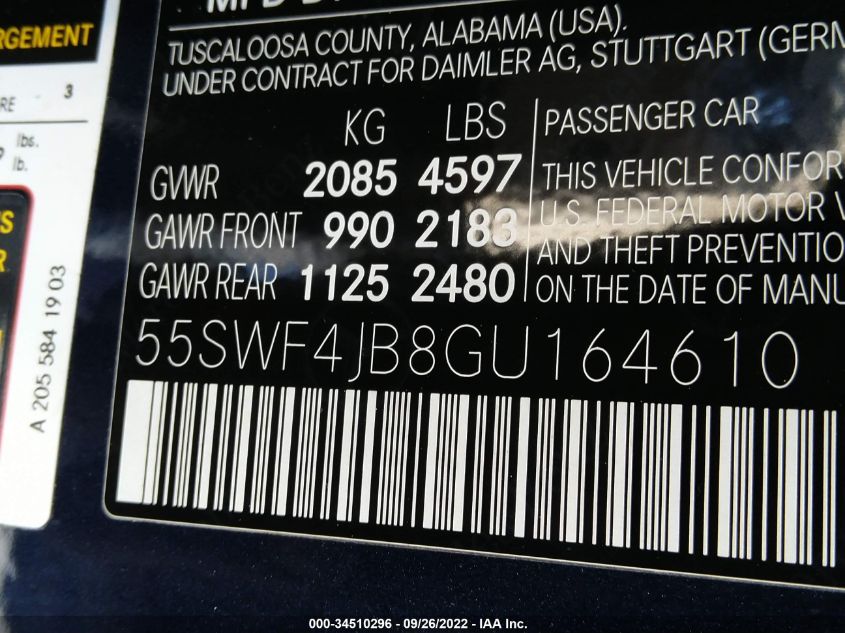 MFD
RGEMENT
TUSCALOOSA COUNTY, ALABAMA (USA).
UNDER CONTRACT FOR DAIMLER AG, STUTTGART (GERM
RE 3
lbs.
lb.
KG LBS PASSENGER CAR
GVWR 2085 4597 THIS VEHICLE CONFOR
GAWR FRONT 990 2183 U.S. FEDERAL MOTOR V
AND THEFT PREVENTIO
GAWR REAR 1125 2480 ON THE DATE OF MANU
S
R
A 205 584 19 03
55SWF4JB8GU164610
000-34510296 - 09/26/2022 - IAA Inc.